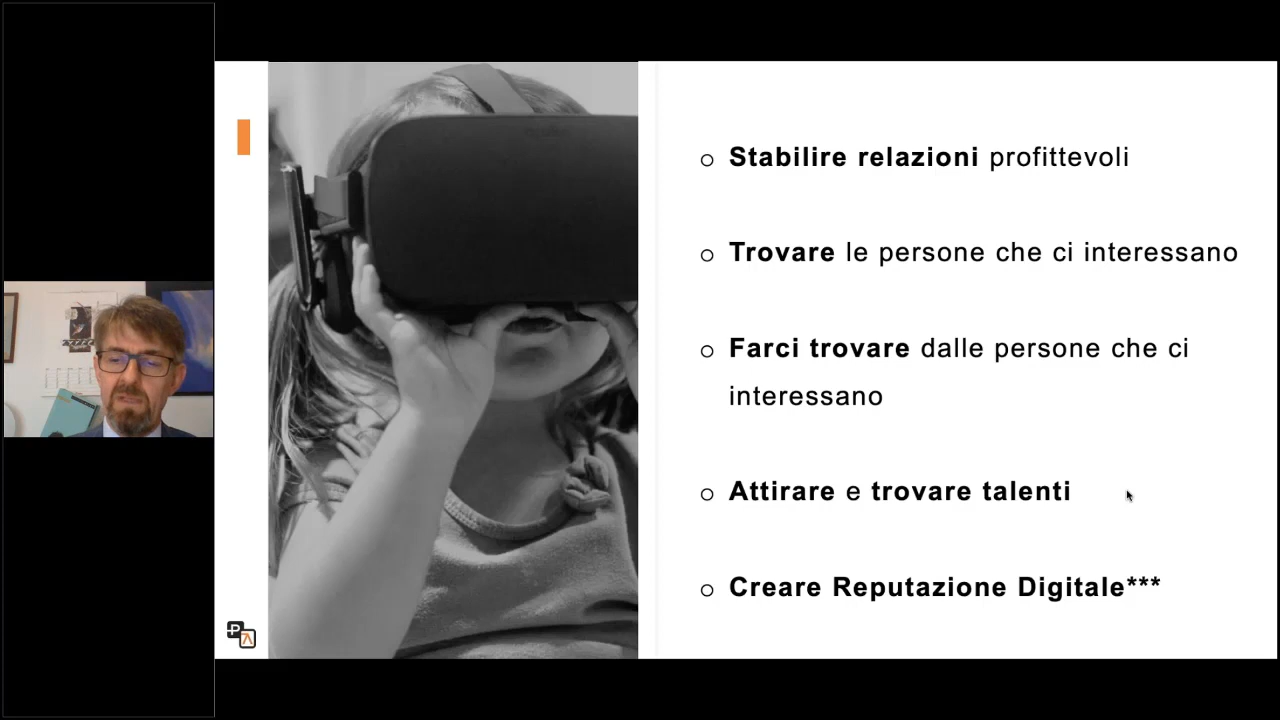 Stabilire relazioni profittevoli
Trovare le persone che ci interessano
Farci trovare dalle persone che ci
interessano
Attirare e trovare talenti
Creare Reputazione Digitale***